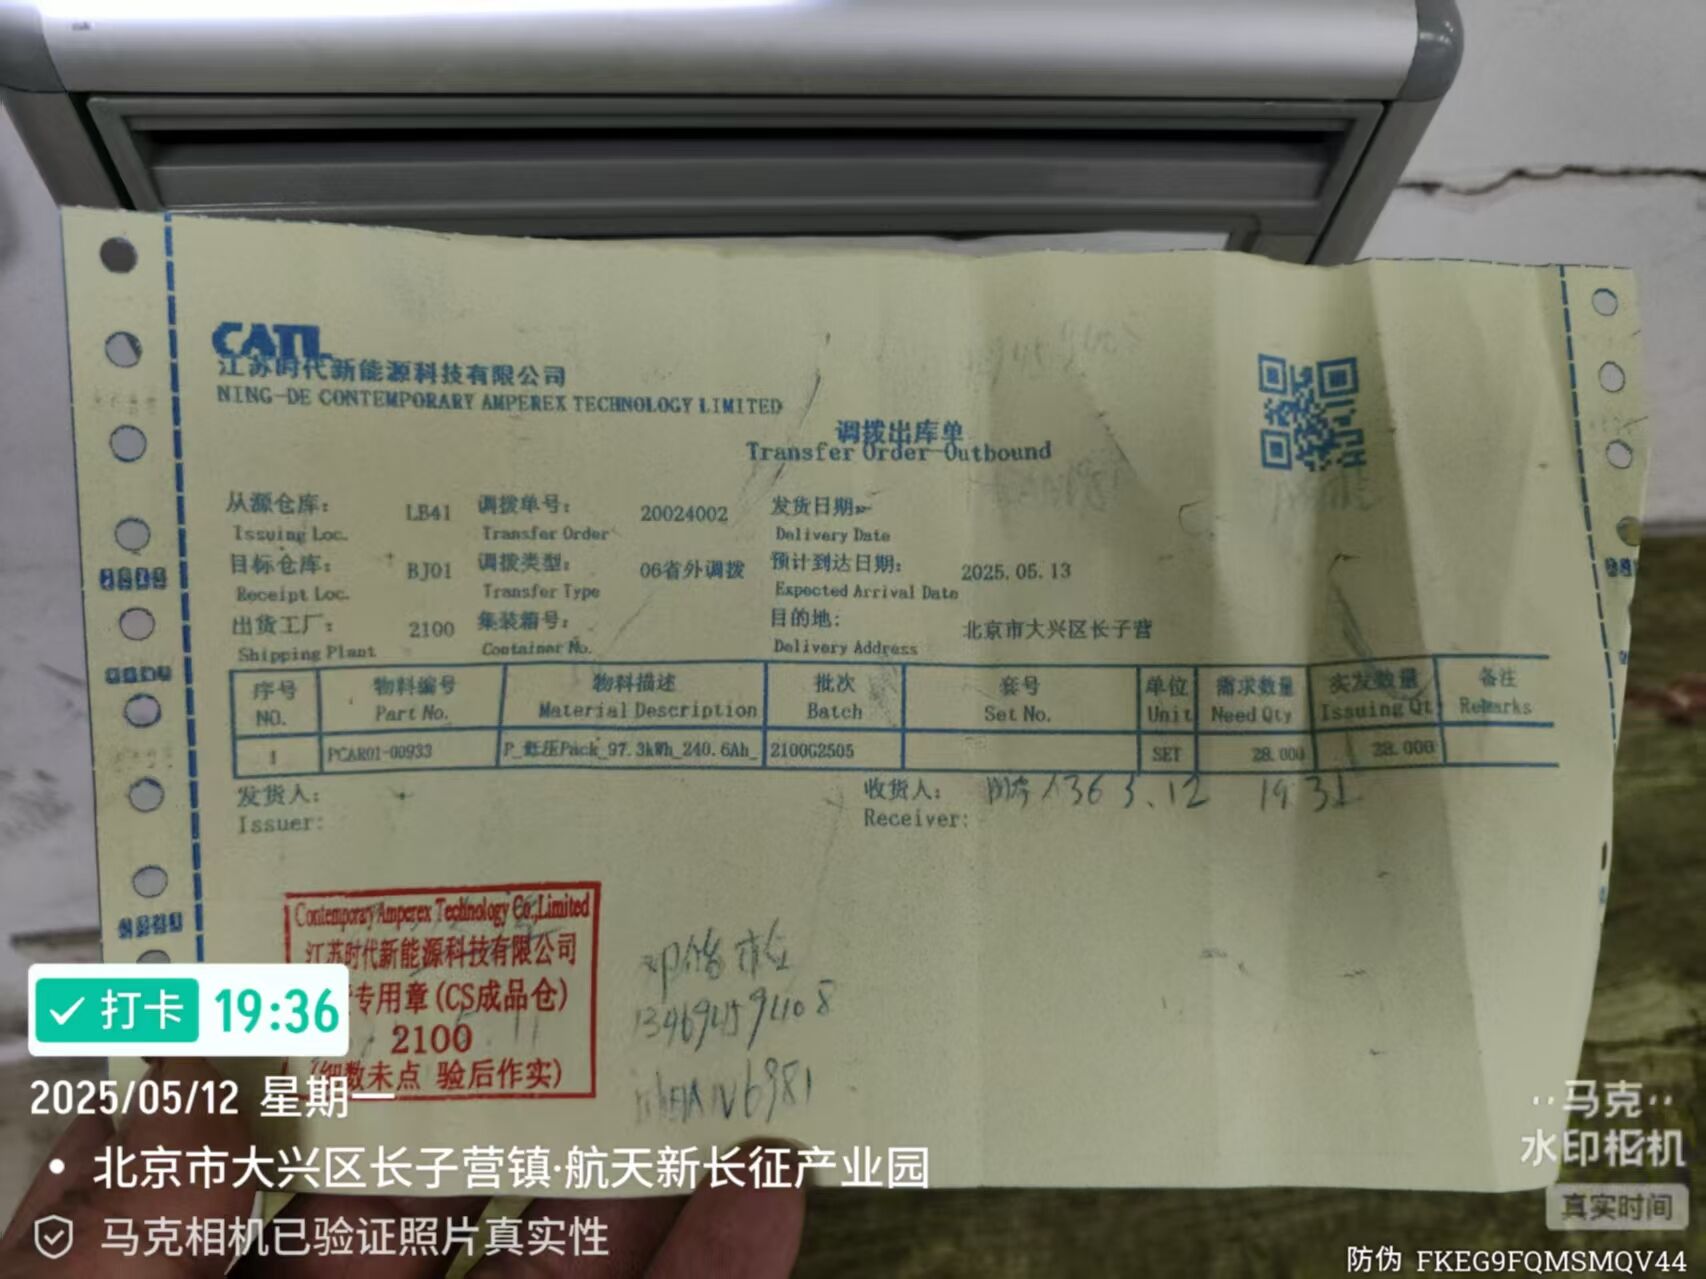 CATL
江苏时代新能源科技有限公司
NING-DE CONTEMPORARY AMPEREX TECHNOLOGY LIMITED
调拨出库单
Transfer Order-Outbound
从源仓库: LB41 调拨单号: 20024002 发货日期:
Issuing Loc. Transfer Order Delivery Date
目标仓库: BJ01 调拨类型: 06省外调拨 预计到达日期: 2025.05.13
Receipt Loc. Transfer Type Expected Arrival Date
出货工厂: 2100 集装箱号: 目的地: 北京市大兴区长子营
Shipping Plant Container No. Delivery Address
序号 物料编号 物料描述 批次 套号 单位 需求数量 实发数量 备注
NO. Part No. Material Description Batch Set No. Unit Need Qty Issuing Qt Remarks
1 PCAR01-00933 P_低压Pack_97.3kWh_240.6Ah_ 2100G2505 SET 28.000 28.000
发货人: 收货人: 12 19 31
Issuer: Receiver:
Contemporary Amperex Technology Co.,Limited
江苏时代新能源科技有限公司
专用章(CS成品仓)
2100
(细数未点 验后作实)
打卡 19:36
2025/05/12 星期一
北京市大兴区长子营镇·航天新长征产业园
马克相机已验证照片真实性
马克
水印相机
真实时间
防伪 FKEG9FQMSMQV44